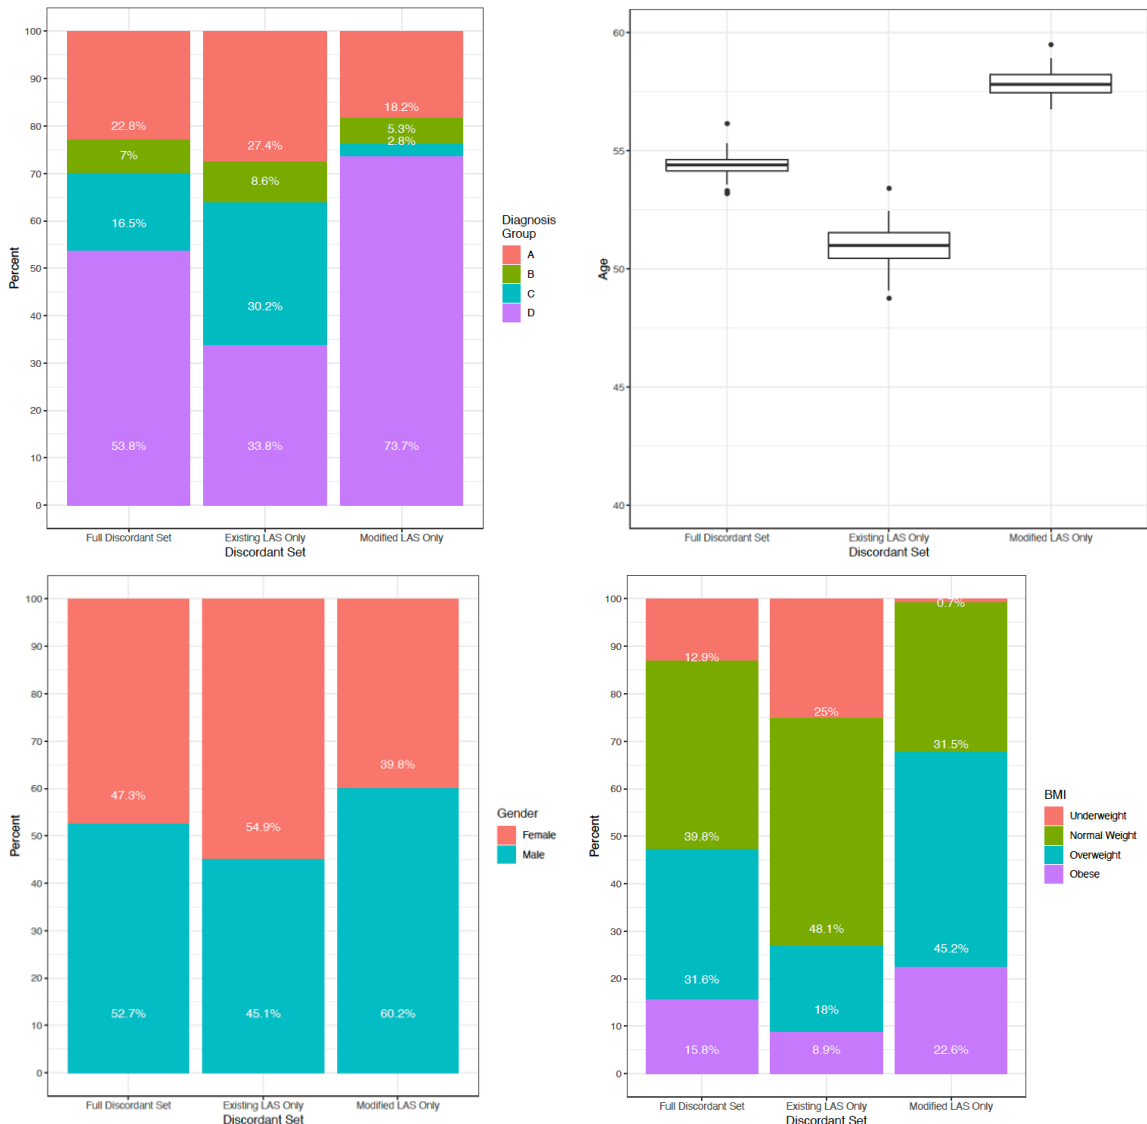 100
90
80
70
60
50
40
30
20
10
0
Percent
22.8%
7%
16.5%
53.8%
27.4%
8.6%
30.2%
33.8%
18.2%
5.3%
2.8%
73.7%
Full Discordant Set
Existing LAS Only
Modified LAS Only
Discordant Set
Diagnosis
Group
A
B
C
D
60
55
50
45
40
Age
Full Discordant Set
Existing LAS Only
Modified LAS Only
Discordant Set
100
90
80
70
60
50
40
30
20
10
0
Percent
47.3%
52.7%
54.9%
45.1%
39.8%
60.2%
Full Discordant Set
Existing LAS Only
Modified LAS Only
Discordant Set
Gender
Female
Male
100
90
80
70
60
50
40
30
20
10
0
Percent
12.9%
39.8%
31.6%
15.8%
25%
48.1%
18%
8.9%
0.7%
31.5%
45.2%
22.6%
Full Discordant Set
Existing LAS Only
Modified LAS Only
Discordant Set
BMI
Underweight
Normal Weight
Overweight
Obese